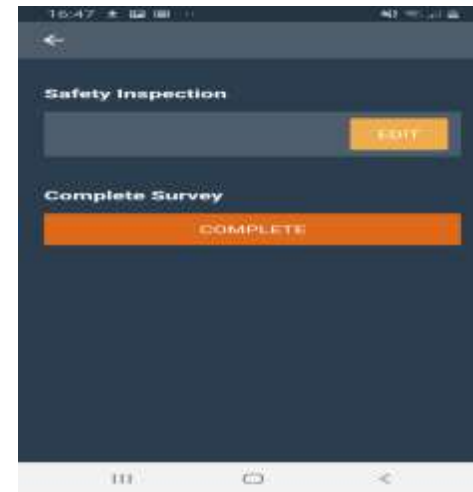 16:47
Safety Inspection
EDIT
Complete Survey
COMPLETE